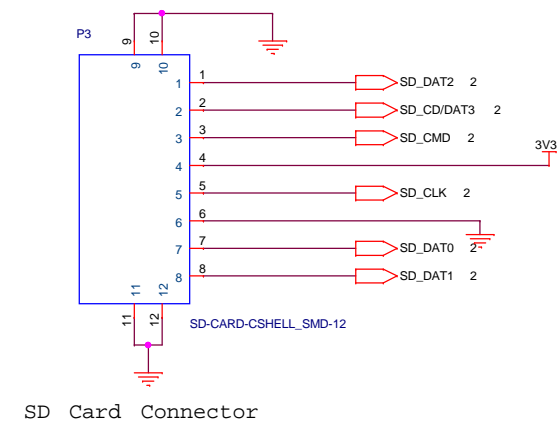 P3
9 10
9 10
1 1 SD_DAT2 2
2 2 SD_CD/DAT3 2
3 3 SD_CMD 2
3V3
4 4
5 5 SD_CLK 2
6 6
7 7 SD_DAT0 2
8 8 SD_DAT1 2
11 12
11 12
SD-CARD-CSHELL_SMD-12
SD Card Connector